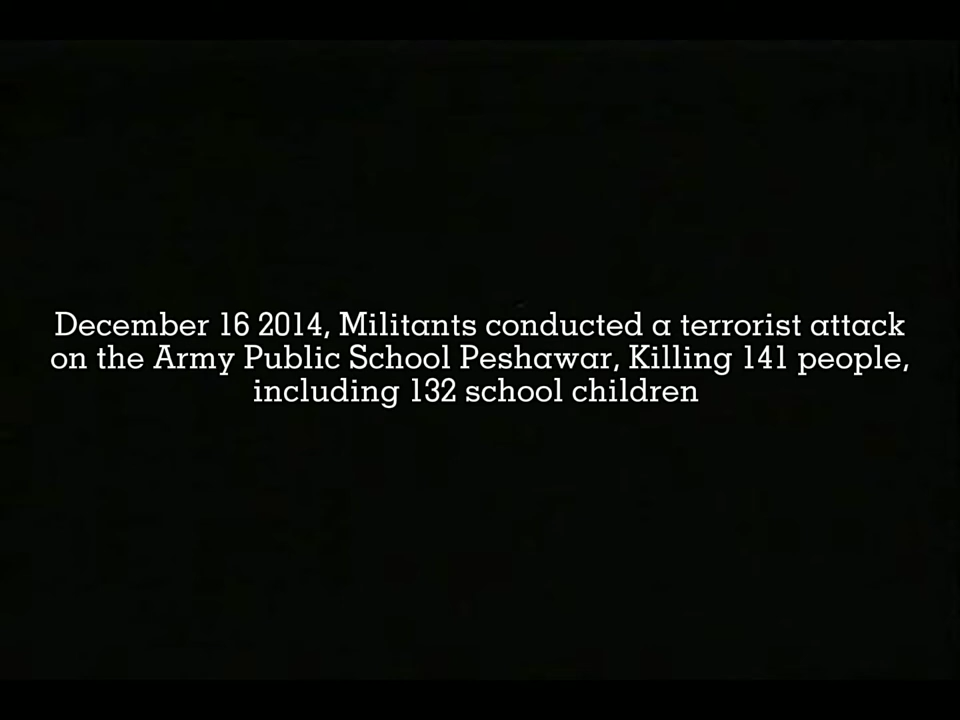 December 16 2014, Militants conducted a terrorist attack
on the Army Public School Peshawar, Killing 141 people,
including 132 school children